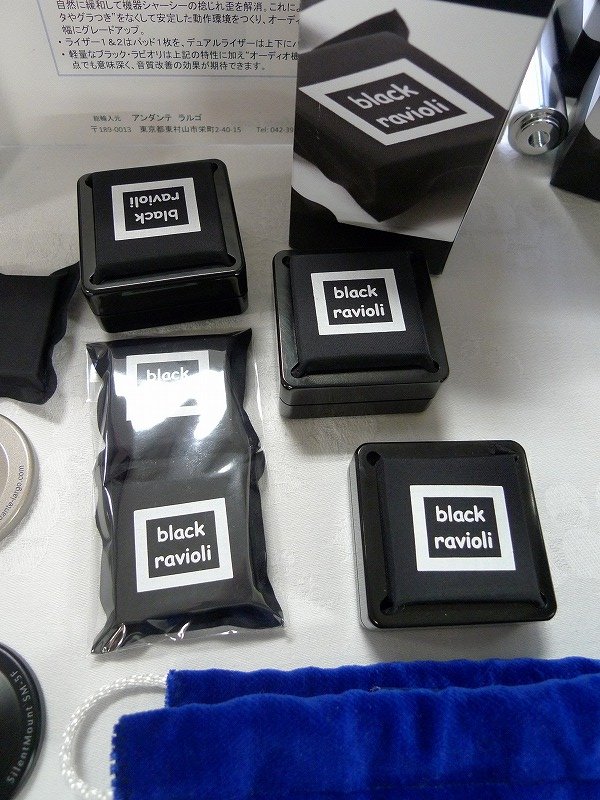 自然に緩和して機器シャーシーの捻じれ歪を解消。これに
タやグラつき"をなくして安定した動作環境をつくり、オーディ
幅にグレードアップ。
・ライザー1&2はパッド1枚を、デュアルライザーは上下にパ
・軽量なブラック・ラビオリは上記の特性に加え"オーディオ機
点でも意味深く、音質改善の効果が期待できます。
輸入元 アンダンテ ラルゴ
〒189-0013 東京都東村山市栄町2-40-15 Tel: 042-39
black
ravioli
black
ravioli
black
ravioli
black
black
ravioli
black
ravioli
SilentMount SM-5F